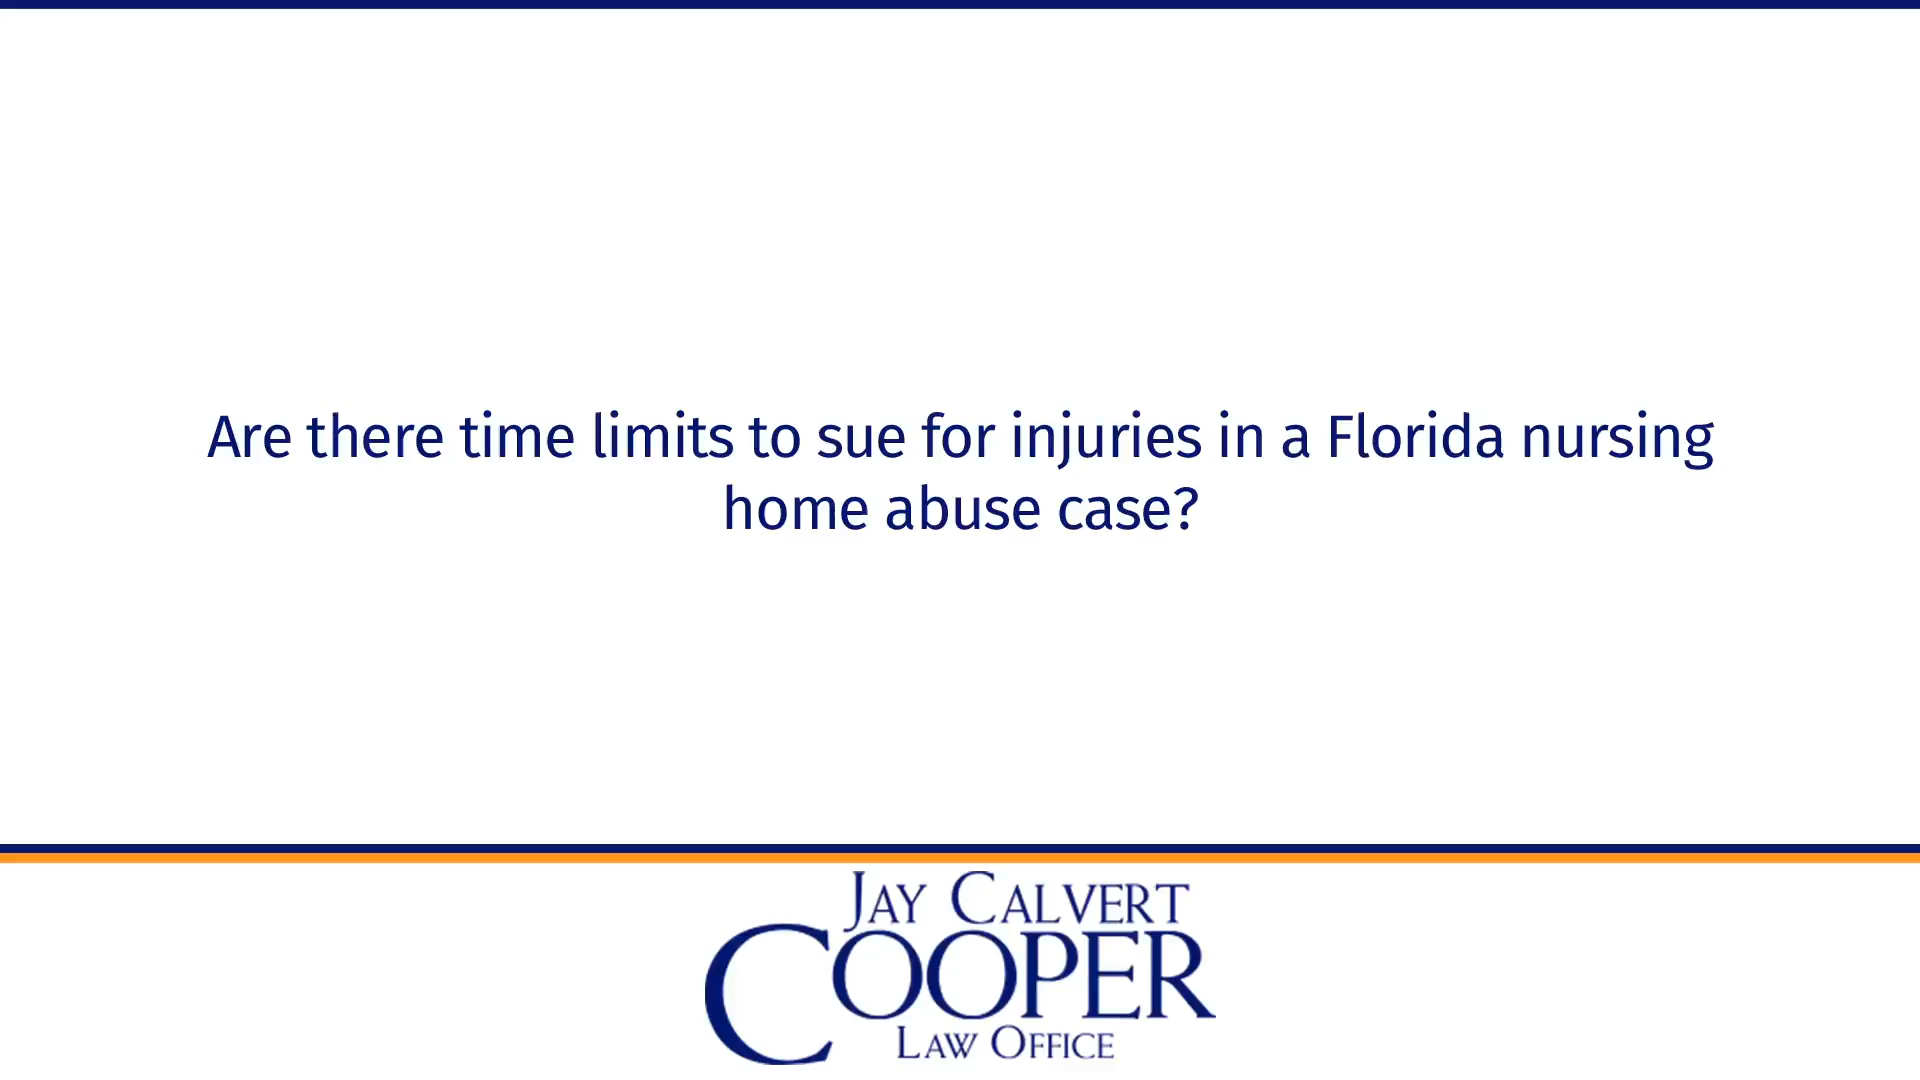 Are there time limits to sue for injuries in a Florida nursing
home abuse case?
JAY CALVERT
COOPER
LAW OFFICE